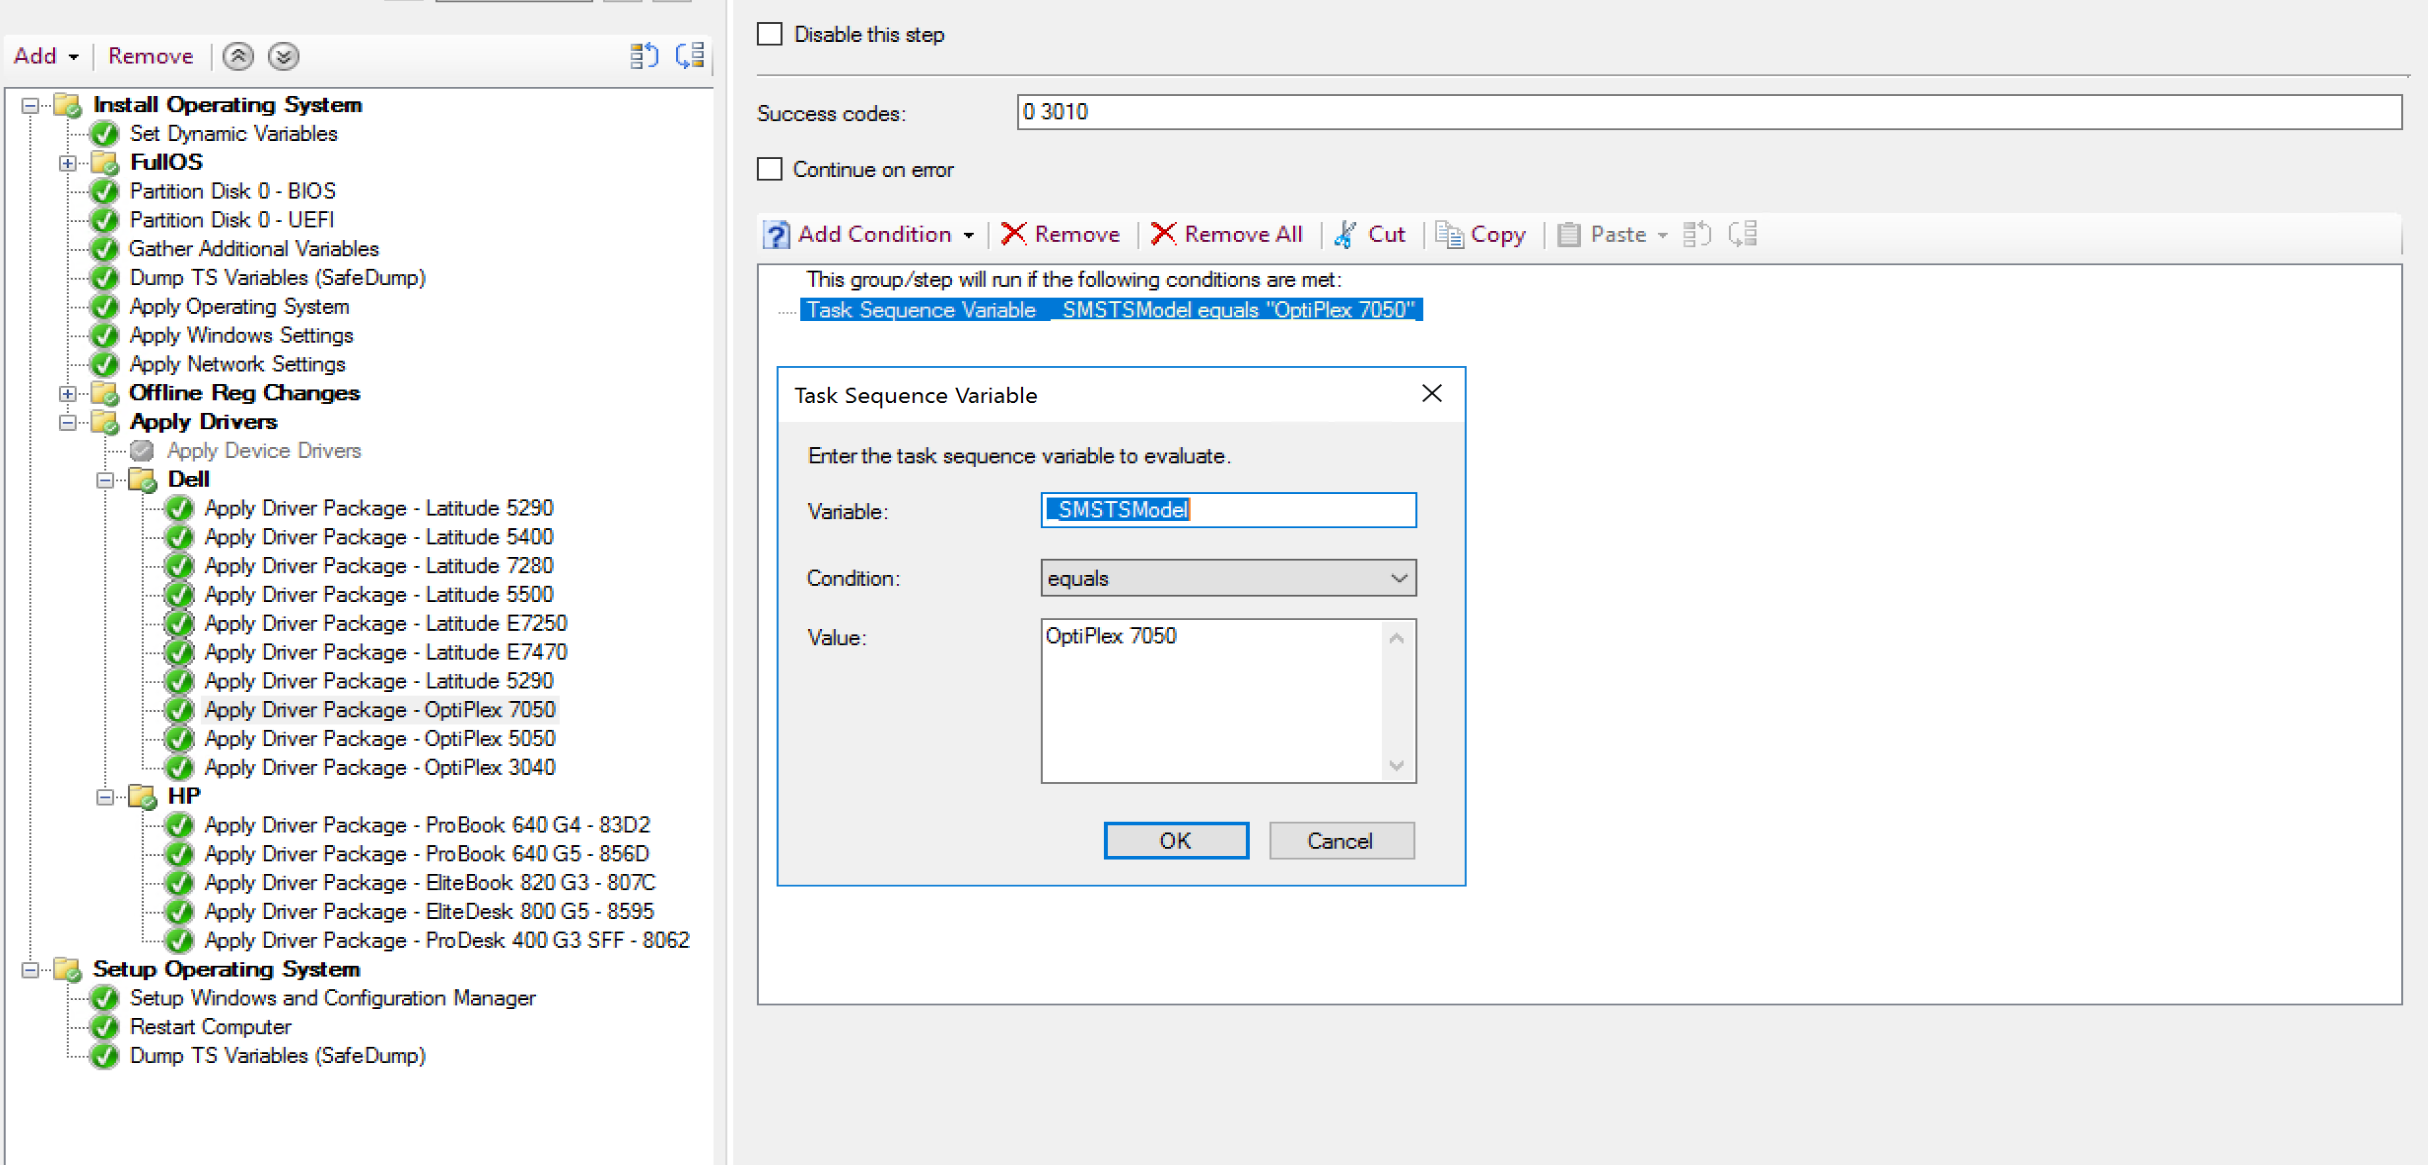 Add
Remove
Install Operating System
Set Dynamic Variables
FullOS
Partition Disk 0 - BIOS
Partition Disk 0 - UEFI
Gather Additional Variables
Dump TS Variables (SafeDump)
Apply Operating System
Apply Windows Settings
Apply Network Settings
Offline Reg Changes
Apply Drivers
Apply Device Drivers
Dell
Apply Driver Package - Latitude 5290
Apply Driver Package - Latitude 5400
Apply Driver Package - Latitude 7280
Apply Driver Package - Latitude 5500
Apply Driver Package - Latitude E7250
Apply Driver Package - Latitude E7470
Apply Driver Package - Latitude 5290
Apply Driver Package - OptiPlex 7050
Apply Driver Package - OptiPlex 5050
Apply Driver Package - OptiPlex 3040
HP
Apply Driver Package - ProBook 640 G4 - 83D2
Apply Driver Package - ProBook 640 G5 - 856D
Apply Driver Package - EliteBook 820 G3 - 807C
Apply Driver Package - EliteDesk 800 G5 - 8595
Apply Driver Package - ProDesk 400 G3 SFF - 8062
Setup Operating System
Setup Windows and Configuration Manager
Restart Computer
Dump TS Variables (SafeDump)
Disable this step
Success codes: 0 3010
Continue on error
Add Condition Remove Remove All Cut Copy Paste
This group/step will run if the following conditions are met:
Task Sequence Variable _SMSTSModel equals "OptiPlex 7050"
Task Sequence Variable
Enter the task sequence variable to evaluate.
Variable: _SMSTSModel
Condition: equals
Value: OptiPlex 7050
OK Cancel